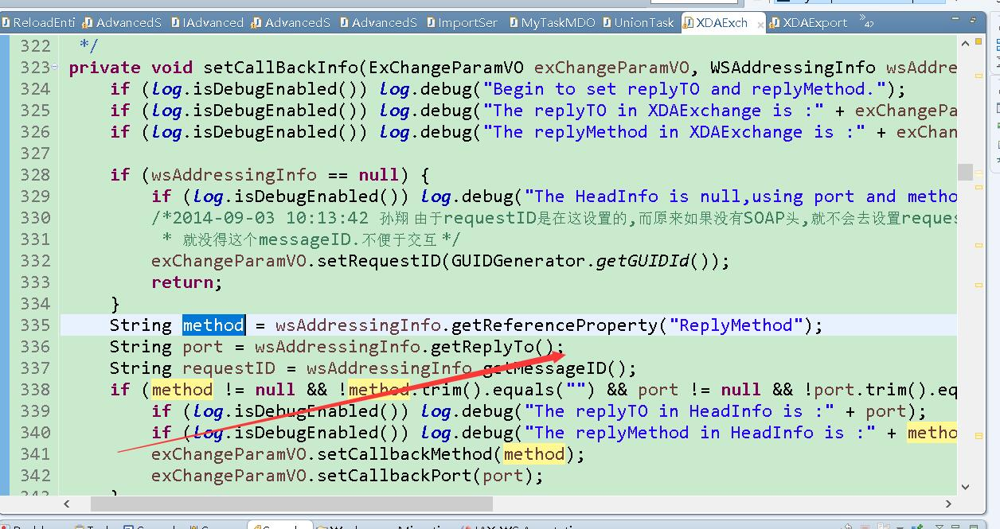 ReloadEnti AdvancedS IAdvanced AdvancedS AdvancedS ImportSer MyTaskMDO UnionTask XDAExch XDAExport »42
322 */
323 private void setCallBackInfo(ExChangeParamVO exChangeParamVO, WSAddressingInfo wsAddre
324 if (log.isDebugEnabled()) log.debug("Begin to set replyTO and replyMethod.");
325 if (log.isDebugEnabled()) log.debug("The replyTO in XDAExchange is :" + exChangePa
326 if (log.isDebugEnabled()) log.debug("The replyMethod in XDAExchange is :" + exChan
327
328 if (wsAddressingInfo == null) {
329 if (log.isDebugEnabled()) log.debug("The HeadInfo is null,using port and metho
330 /*2014-09-03 10:13:42 孙翔 由于requestID是在这设置的,而原来如果没有SOAP头,就不会去设置reques
331 * 就没得这个messageID.不便于交互 */
332 exChangeParamVO.setRequestID(GUIDGenerator.getGUIDId());
333 return;
334 }
335 String method = wsAddressingInfo.getReferenceProperty("ReplyMethod");
336 String port = wsAddressingInfo.getReplyTo();
337 String requestID = wsAddressingInfo.getMessageID();
338 if (method != null && !method.trim().equals("") && port != null && !port.trim().eq
339 if (log.isDebugEnabled()) log.debug("The replyTO in HeadInfo is :" + port);
340 if (log.isDebugEnabled()) log.debug("The replyMethod in HeadInfo is :" + metho
341 exChangeParamVO.setCallbackMethod(method);
342 exChangeParamVO.setCallbackPort(port);